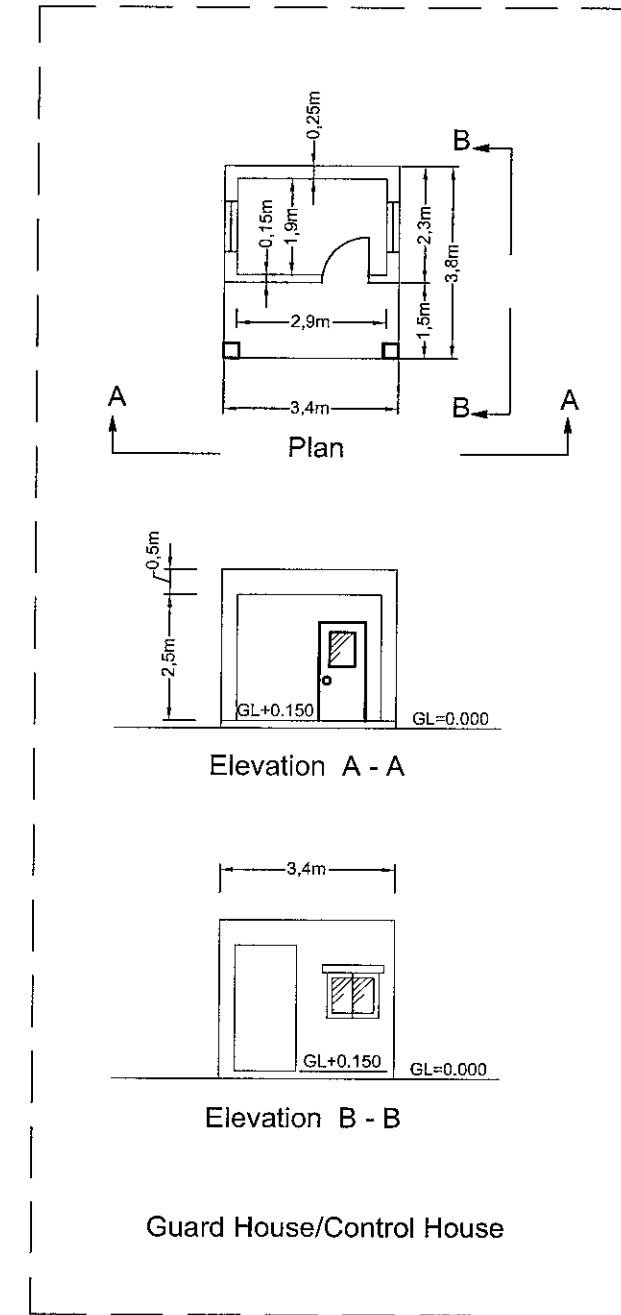 0,25m
B
0,15m
1,9m
2,3m
3,8m
2,9m
1,5m
A
B
A
3,4m
Plan
0,5m
2,5m
GL+0.150
GL=0.000
Elevation A - A
3,4m
GL+0.150
GL=0.000
Elevation B - B
Guard House/Control House